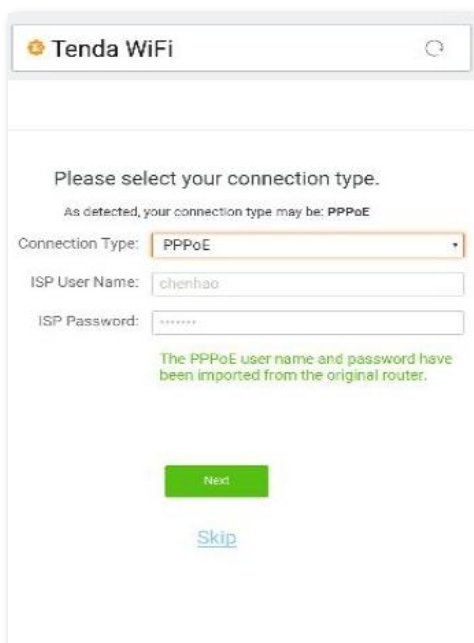 Tenda WiFi
Please select your connection type.
As detected, your connection type may be: PPPoE
Connection Type: PPPoE
ISP User Name: chenhao
ISP Password: •••••••
The PPPoE user name and password have
been imported from the original router.
Next
Skip